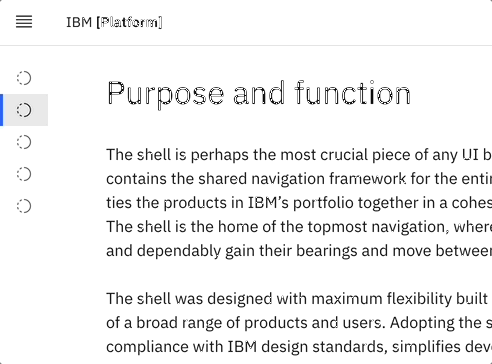 IBM [Platform]
Purpose and function
The shell is perhaps the most crucial piece of any UI b
contains the shared navigation framework for the enti
ties the products in IBM’s portfolio together in a cohes
The shell is the home of the topmost navigation, where
and dependably gain their bearings and move between
The shell was designed with maximum flexibility built
of a broad range of products and users. Adopting the s
compliance with IBM design standards, simplifies dev